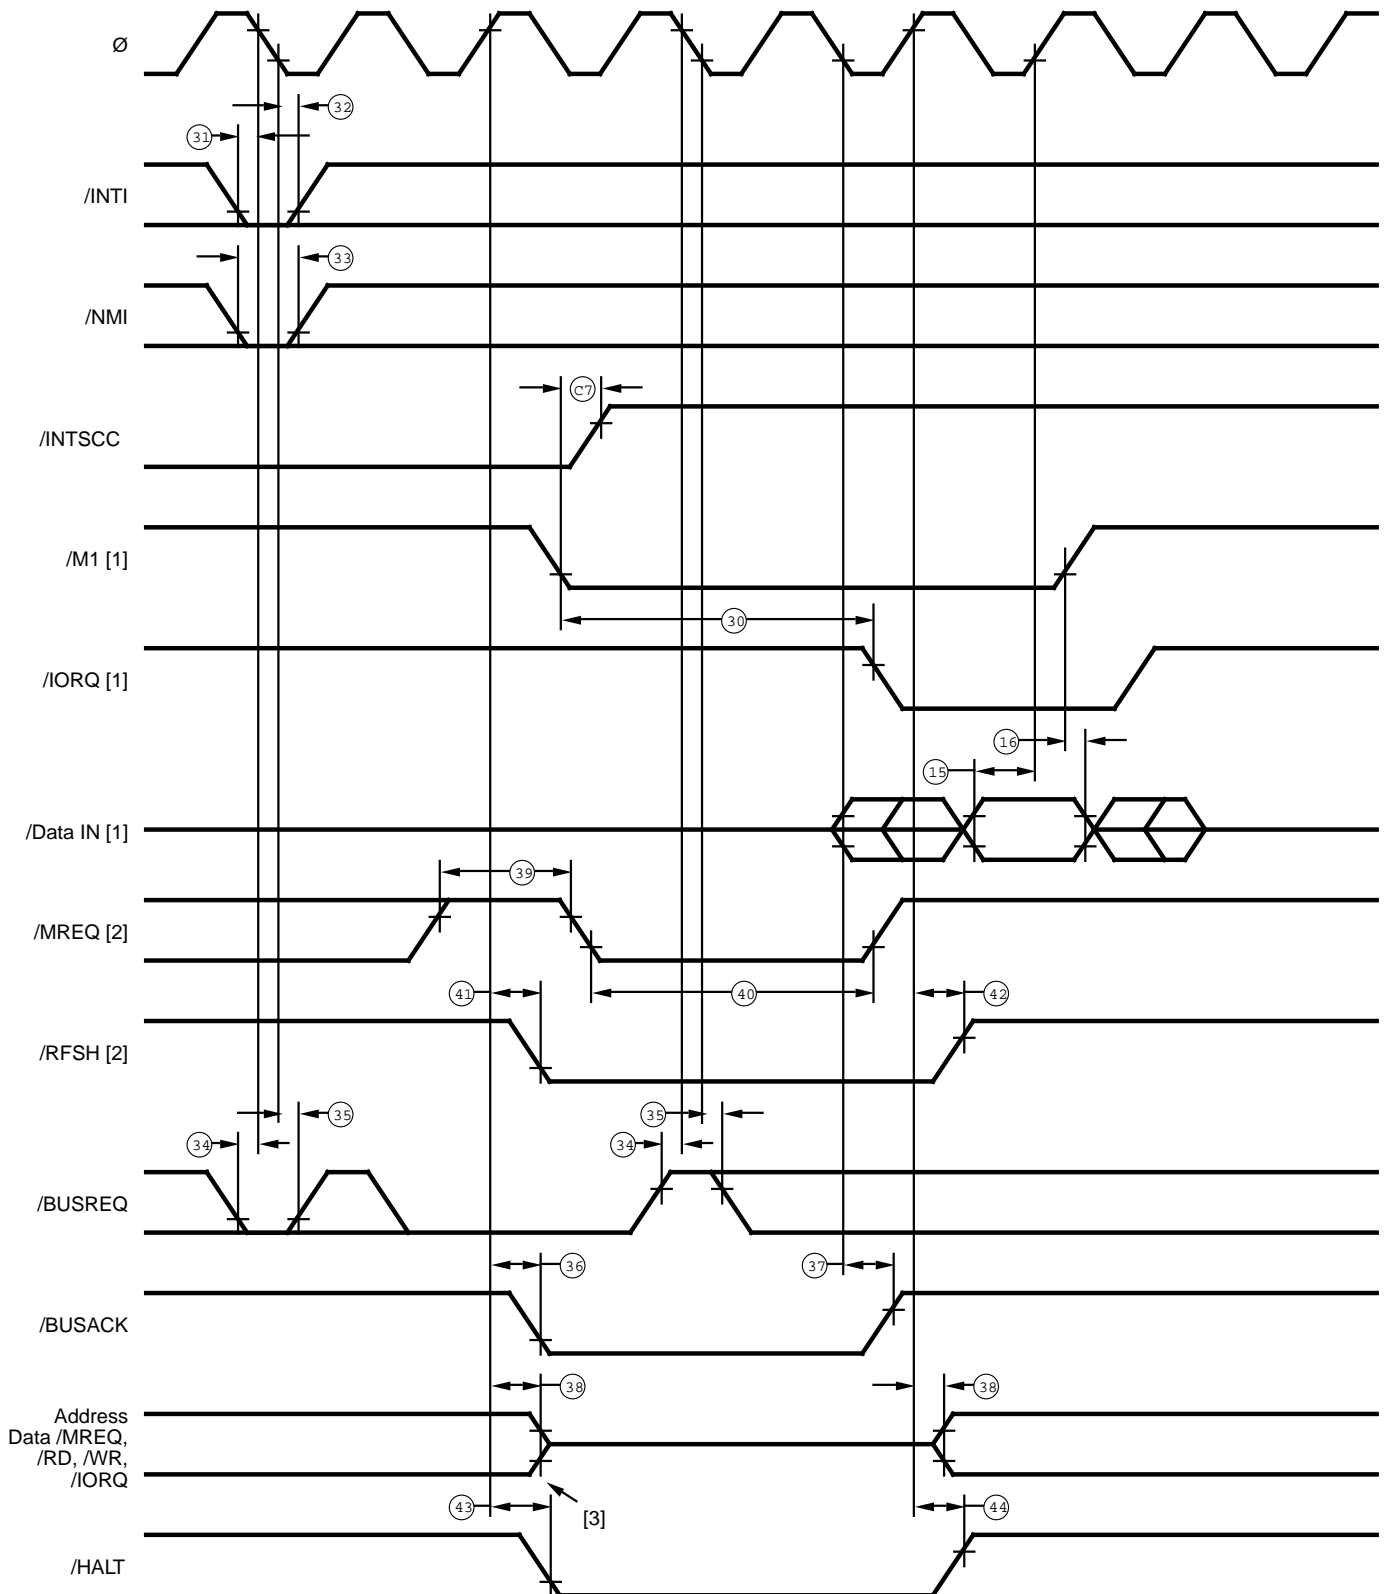 Ø
32
31
/INTI
33
/NMI
C7
/INTSCC
/M1 [1]
30
/IORQ [1]
16
15
/Data IN [1]
39
/MREQ [2]
41
40
42
/RFSH [2]
35
35
34
34
/BUSREQ
36
37
/BUSACK
38
38
Address
Data /MREQ,
/RD, /WR,
/IORQ
43
[3]
44
/HALT